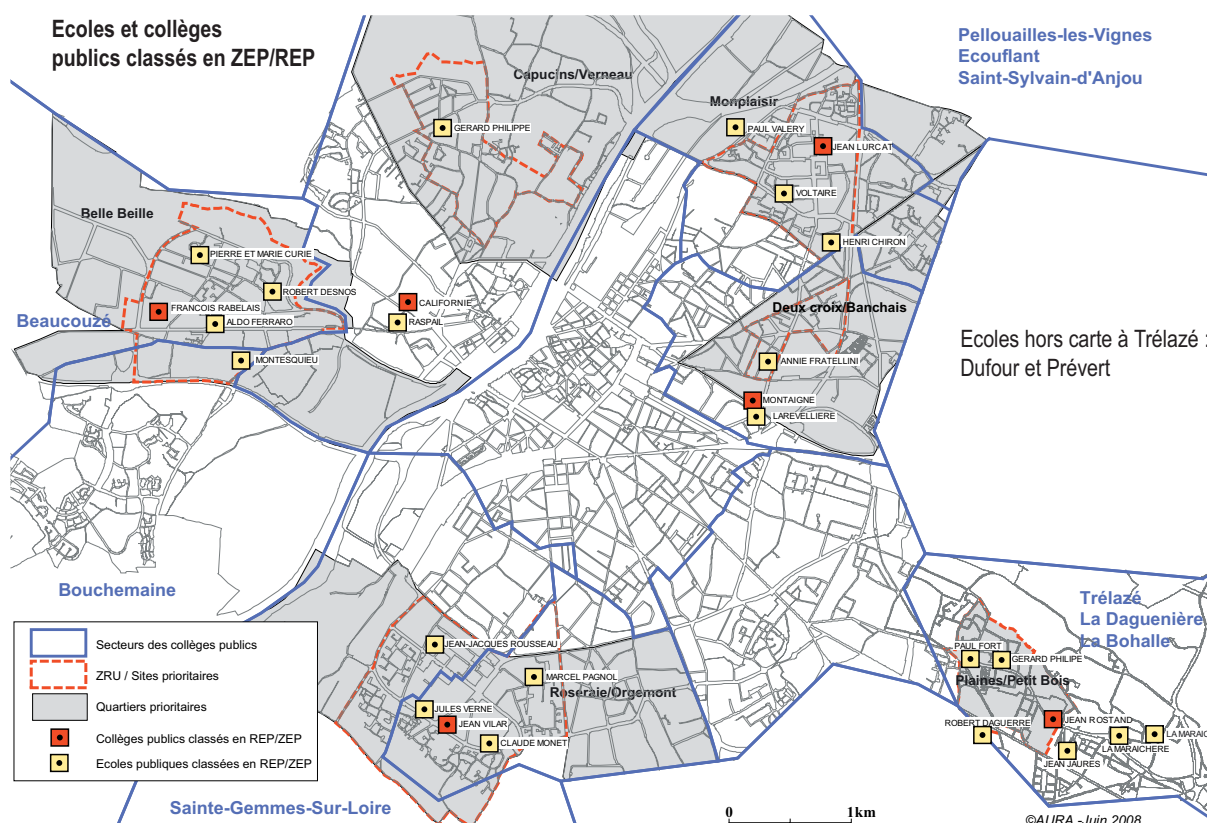 Ecoles et collèges
publics classés en ZEP/REP
Pellouailles-les-Vignes
Ecouflant
Saint-Sylvain-d'Anjou
Capucins/Verneau
GERARD PHILIPPE
Monplaisir
PAUL VALERY
JEAN LURCAT
VOLTAIRE
HENRI CHIRON
Belle Beille
PIERRE ET MARIE CURIE
ROBERT DESNOS
FRANCOIS RABELAIS
ALDO FERRARO
MONTESQUIEU
CALIFORNIE
RASPAIL
Beaucouzé
Deux croix/Banchais
ANNIE FRATELLINI
MONTAIGNE
LAREVELLIERE
Ecoles hors carte à Trélazé :
Dufour et Prévert
Bouchemaine
Trélazé
La Daguenière
La Bohalle
JEAN-JACQUES ROUSSEAU
MARCEL PAGNOL
Roseraie/Orgemont
JULES VERNE
JEAN VILAR
CLAUDE MONET
PAUL FORT
GERARD PHILIPE
Plaines/Petit Bois
ROBERT DAGUERRE
JEAN ROSTAND
JEAN JAURES
LA MARAICHERE
LA MARAIC
Secteurs des collèges publics
ZRU / Sites prioritaires
Quartiers prioritaires
Collèges publics classés en REP/ZEP
Ecoles publiques classées en REP/ZEP
Sainte-Gemmes-Sur-Loire
0 1km
©AURA -Juin 2008